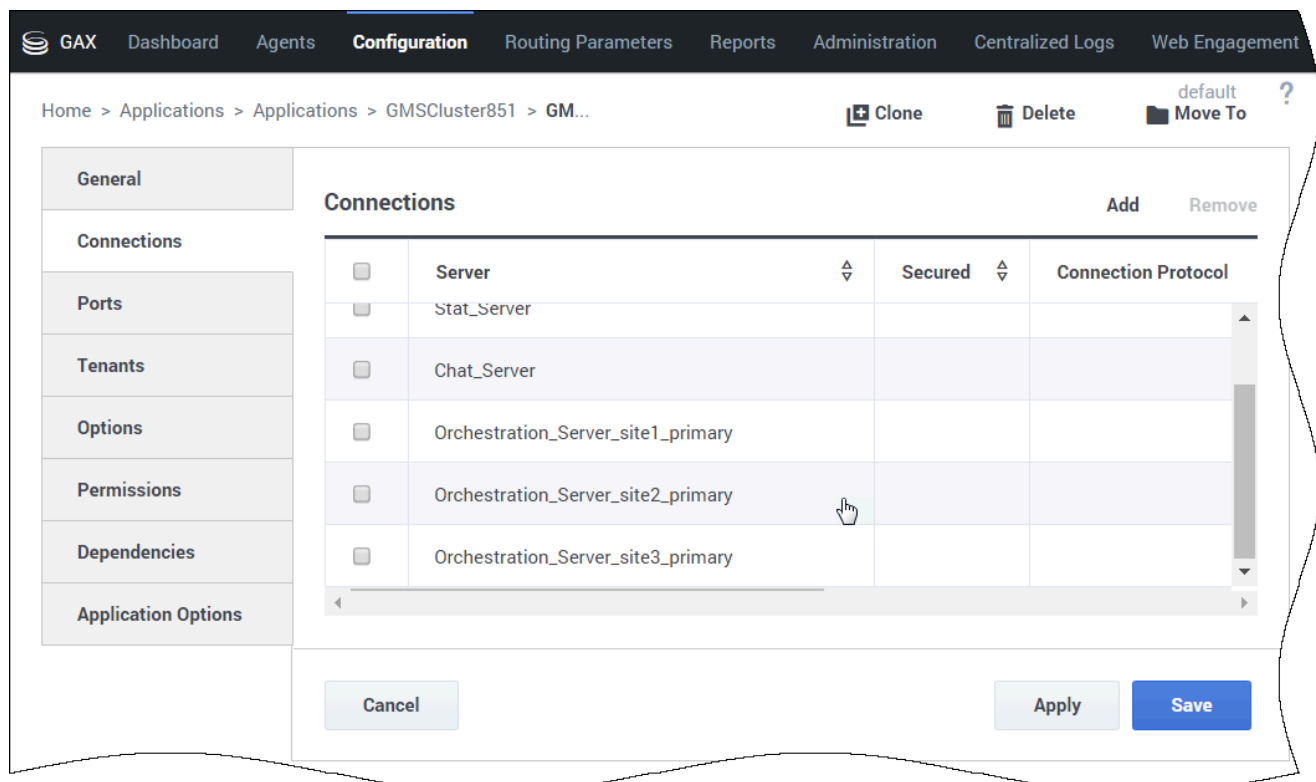 GAX Dashboard Agents Configuration Routing Parameters Reports Administration Centralized Logs Web Engagement
default ?
Home > Applications > Applications > GMSCluster851 > GM... Clone Delete Move To
General
Connections
Ports
Tenants
Options
Permissions
Dependencies
Application Options
Connections Add Remove
Server Secured Connection Protocol
Stat_Server
Chat_Server
Orchestration_Server_site1_primary
Orchestration_Server_site2_primary
Orchestration_Server_site3_primary
Cancel Apply Save